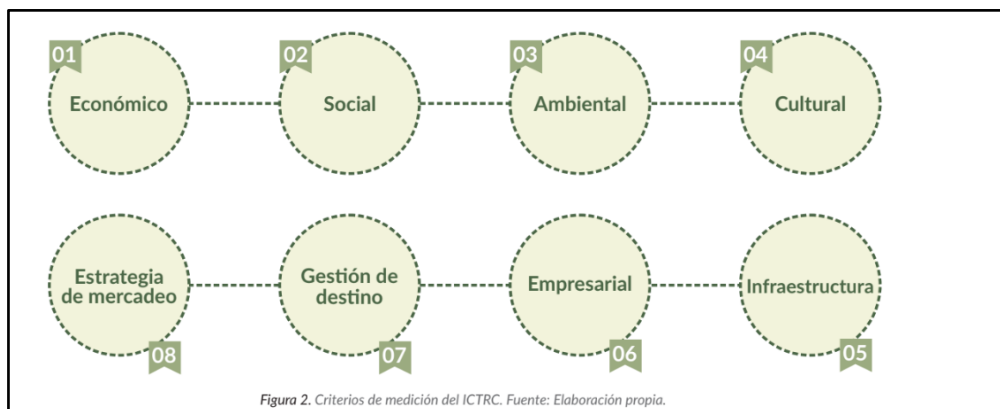 01
Económico
02
Social
03
Ambiental
04
Cultural
Estrategia
de mercadeo
08
Gestión de
destino
07
Empresarial
06
Infraestructura
05
Figura 2. Criterios de medición del ICTRC. Fuente: Elaboración propia.